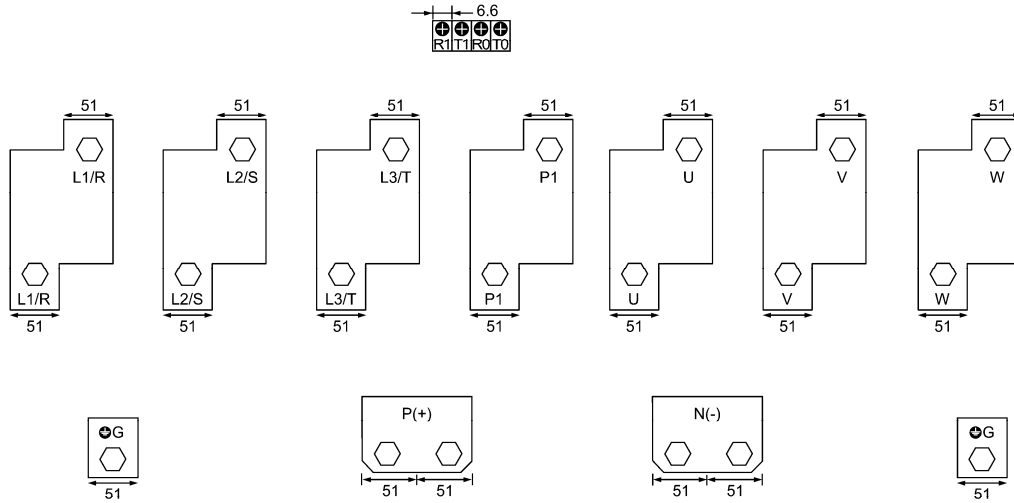 6.6
R1 T1 R0 T0
51 51 51 51 51 51 51
L1/R L2/S L3/T P1 U V W
L1/R L2/S L3/T P1 U V W
51 51 51 51 51 51 51
P(+) N(-)
G G
51 51 51 51
51 51